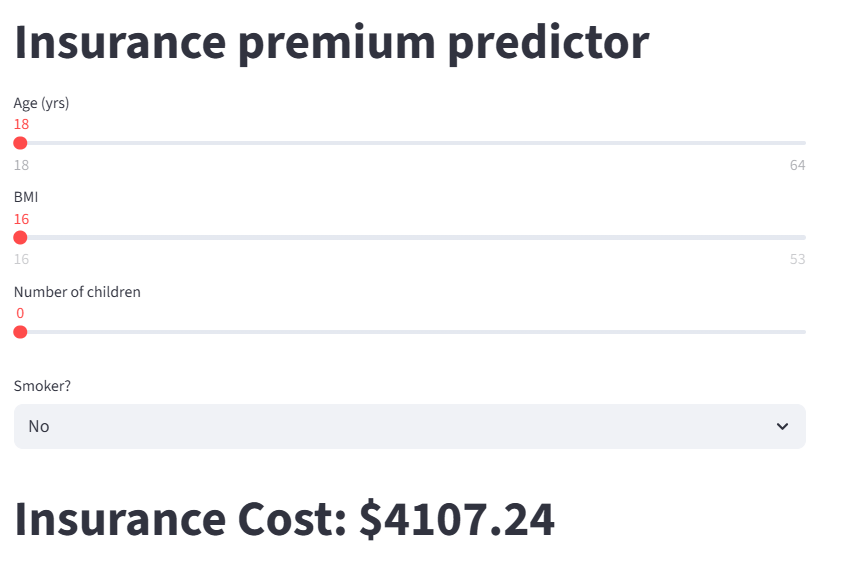 Insurance premium predictor
Age (yrs)
18
18 64
BMI
16
16 53
Number of children
0
Smoker?
No
Insurance Cost: $4107.24